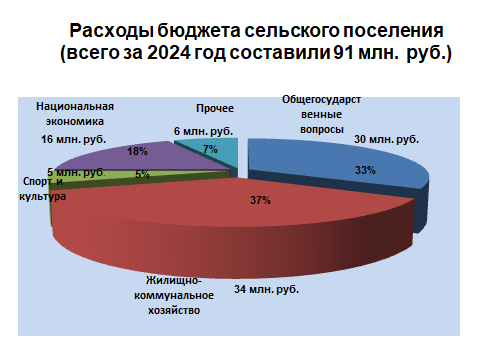 Расходы бюджета сельского поселения
(всего за 2024 год составили 91 млн. руб.)
Общегосударст
венные
вопросы
30 млн. руб.
33%
Прочее
6 млн. руб.
7%
Национальная
экономика
16 млн. руб.
18%
5 млн. руб.
5%
Спорт и
культура
37%
Жилищно-
коммунальное
хозяйство
34 млн. руб.